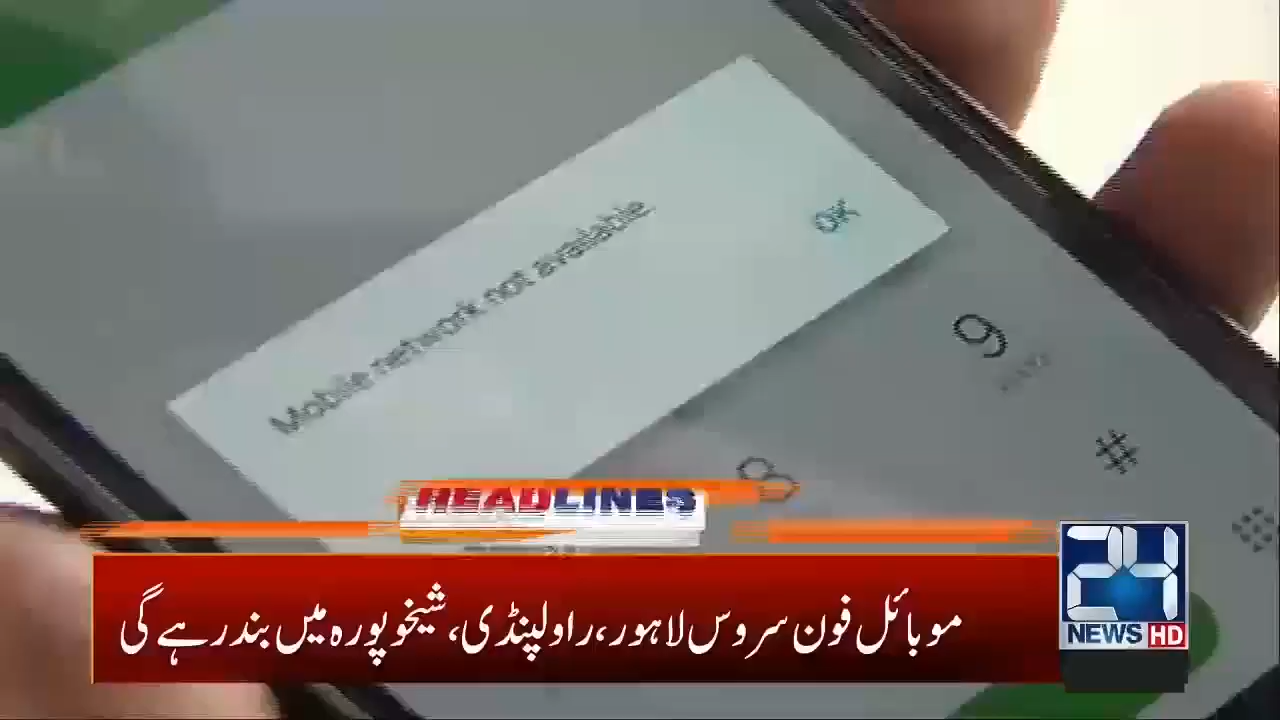 Mobile network not available.
OK
9
#
8
HEADLINES
موبائل فون سروس لاہور، راولپنڈی، شیخوپورہ میں بند رہے گی
24
NEWS HD